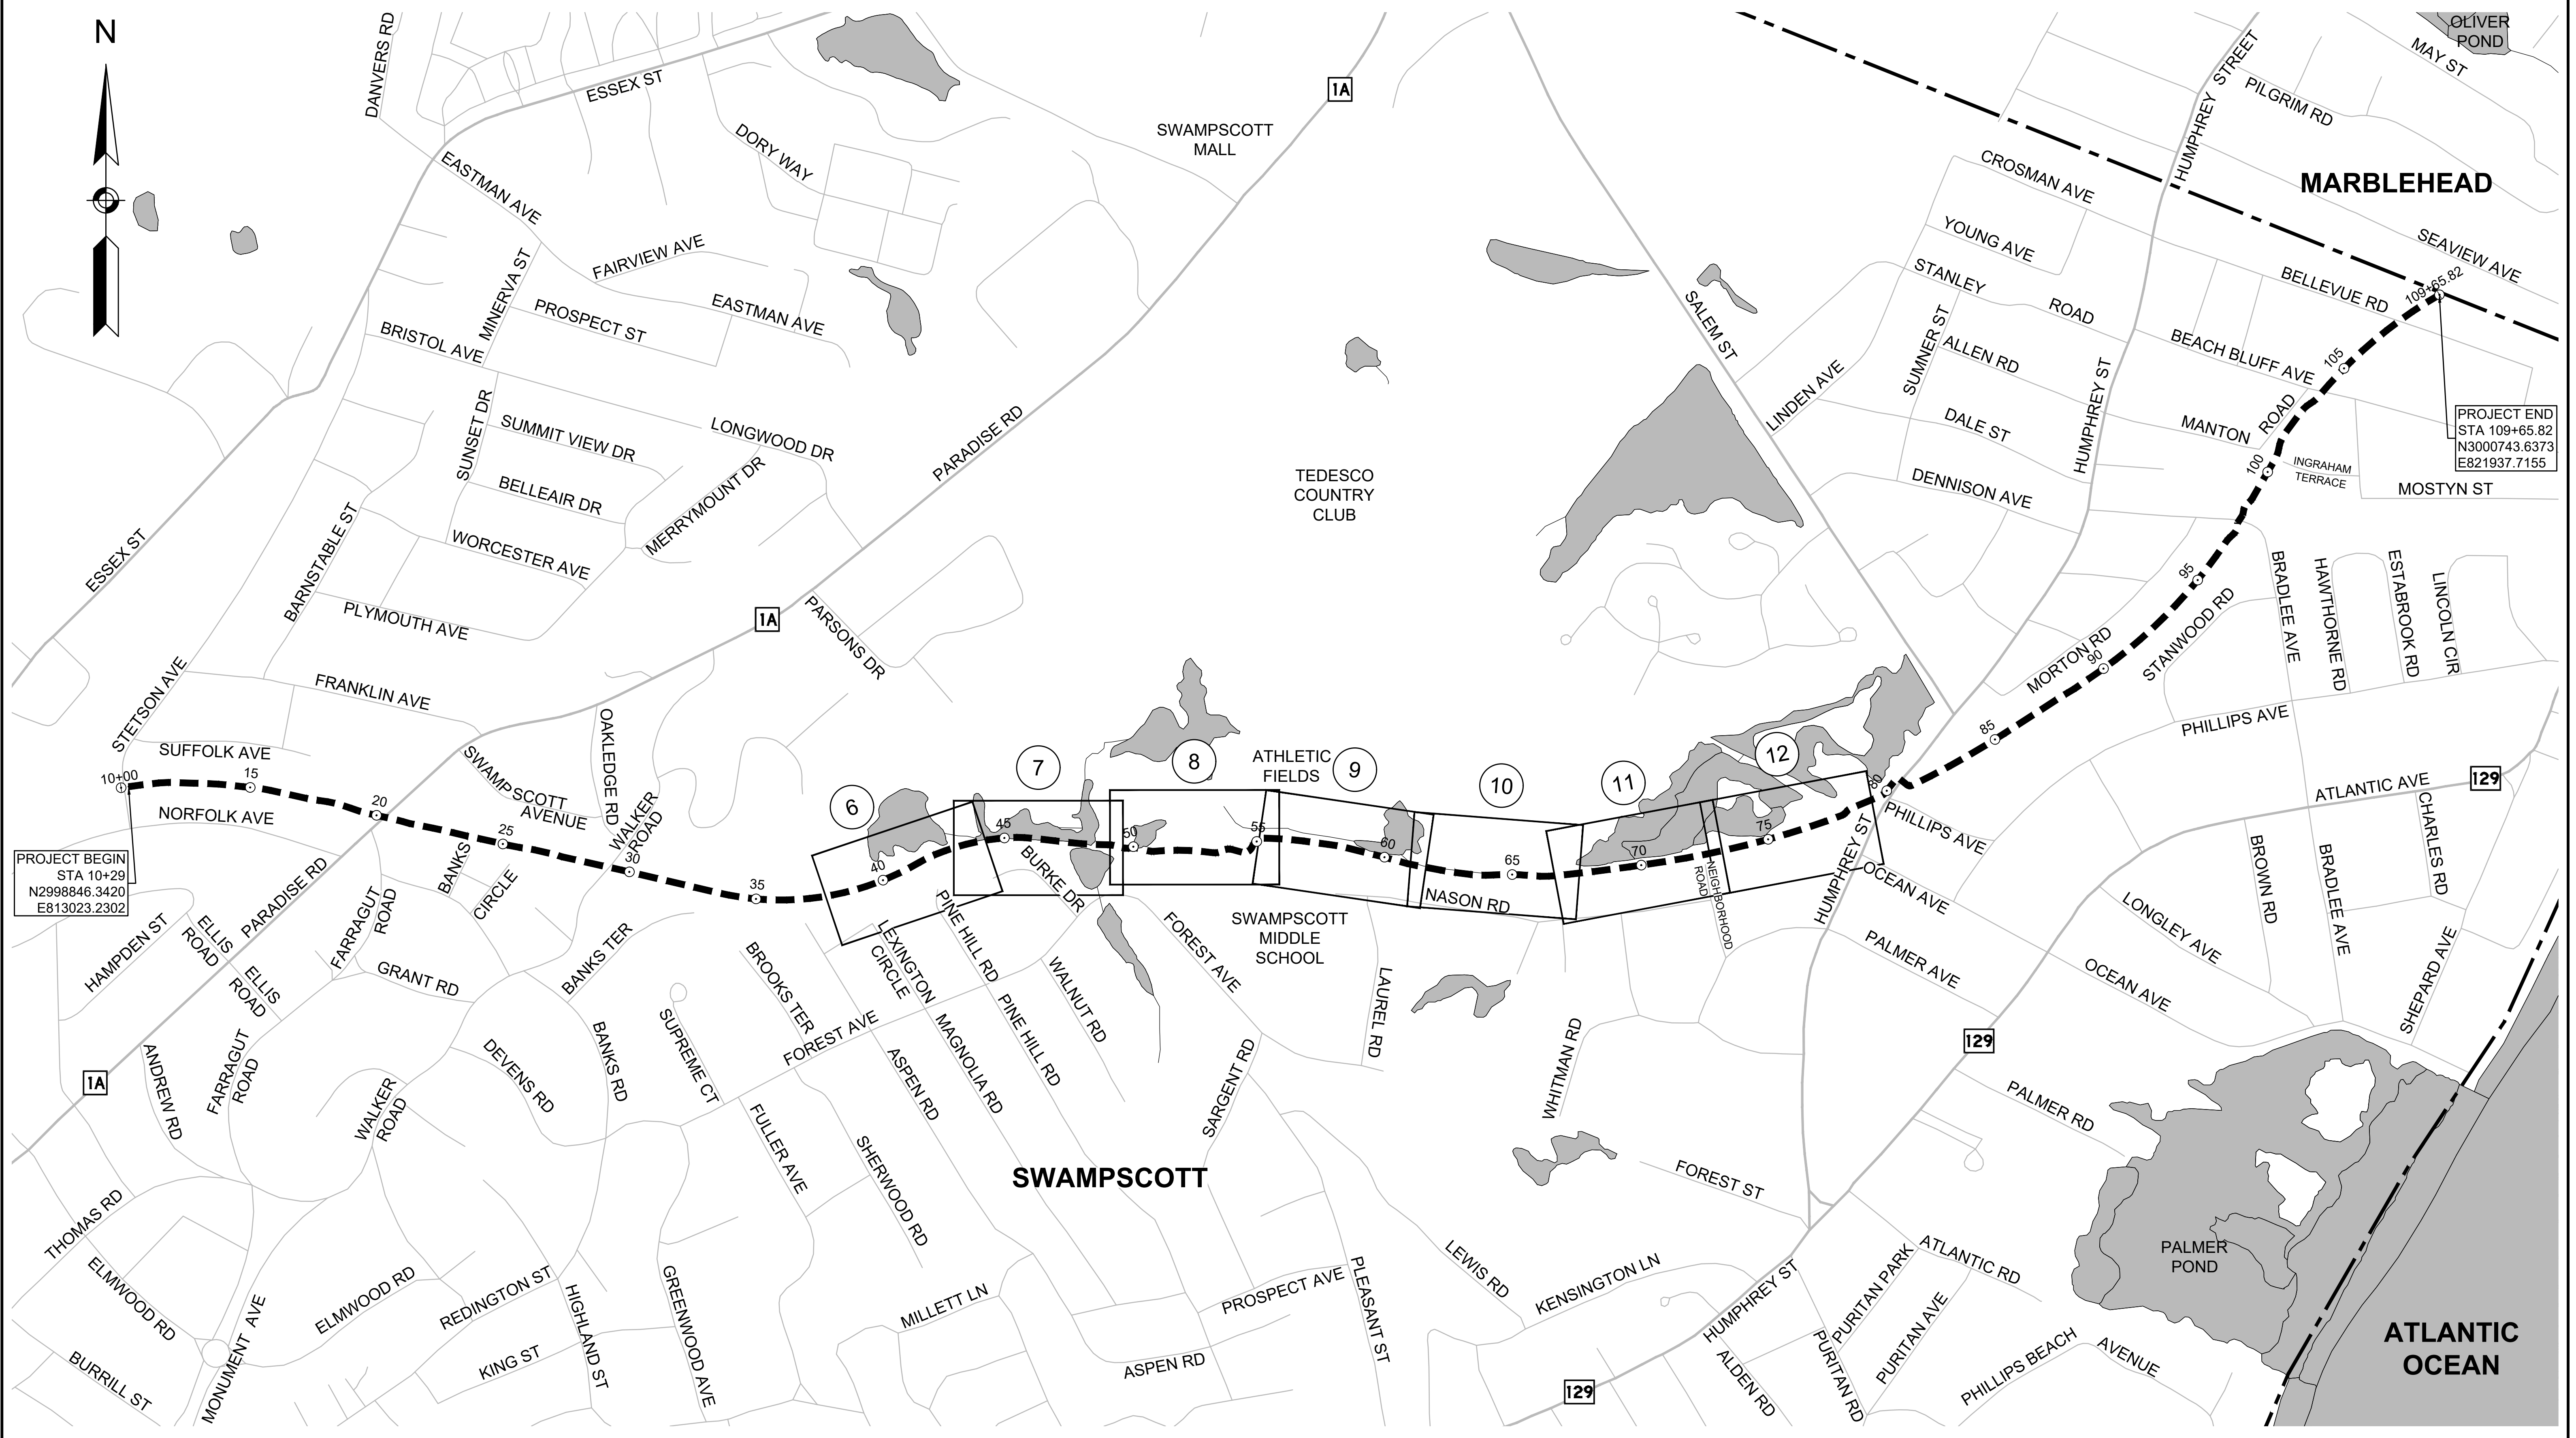 N
DANVERS RD
ESSEX ST
DORY WAY
SWAMPSCOTT
MALL
1A
HUMPHREY STREET
OLIVER
POND
MAY ST
PILGRIM RD
MARBLEHEAD
CROSMAN AVE
EASTMAN AVE
FAIRVIEW AVE
EASTMAN AVE
MINERVA ST
PROSPECT ST
BRISTOL AVE
SUNSET DR
SUMMIT VIEW DR
LONGWOOD DR
BELLEAIR DR
MERRYMOUNT DR
WORCESTER AVE
BARNSTABLE ST
PLYMOUTH AVE
ESSEX ST
PARADISE RD
1A
PARSONS DR
TEDESCO
COUNTRY
CLUB
SALEM ST
YOUNG AVE
STANLEY
ROAD
SUMNER ST
ALLEN RD
LINDEN AVE
DALE ST
DENNISON AVE
HUMPHREY ST
SEAVIEW AVE
BELLEVUE RD
109+65.82
BEACH BLUFF AVE
105
MANTON
ROAD
100
INGRAHAM
TERRACE
MOSTYN ST
PROJECT END
STA 109+65.82
N3000743.6373
E821937.7155
95
STANWOOD RD
MORTON RD
90
85
BRADLEE AVE
HAWTHORNE RD
ESTABROOK RD
LINCOLN CIR
PHILLIPS AVE
ATLANTIC AVE
129
STETSON AVE
FRANKLIN AVE
SUFFOLK AVE
10+00
15
20
NORFOLK AVE
PROJECT BEGIN
STA 10+29
N2998846.3420
E813023.2302
SWAMPSCOTT
AVENUE
OAKLEDGE RD
WALKER
ROAD
25
30
35
40
45
50
55
60
65
70
75
80
6
7
8
9
10
11
12
ATHLETIC
FIELDS
BURKE DR
NASON RD
NEIGHBORHOOD
ROAD
HUMPHREY ST
PHILLIPS AVE
OCEAN AVE
PALMER AVE
LONGLEY AVE
OCEAN AVE
BROWN RD
BRADLEE AVE
CHARLES RD
SHEPARD AVE
HAMPDEN ST
ELLIS
ROAD
ELLIS
ROAD
PARADISE RD
FARRAGUT
ROAD
BANKS
CIRCLE
GRANT RD
BANKS TER
BROOKS TER
LEXINGTON
CIRCLE
PINE HILL RD
WALNUT RD
FOREST AVE
SWAMPSCOTT
MIDDLE
SCHOOL
LAUREL RD
WHITMAN RD
129
1A
ANDREW RD
FARRAGUT
ROAD
WALKER
ROAD
DEVENS RD
BANKS RD
SUPREME CT
FOREST AVE
FULLER AVE
ASPEN RD
MAGNOLIA RD
PINE HILL RD
SHERWOOD RD
SARGENT RD
PALMER RD
SWAMPSCOTT
FOREST ST
THOMAS RD
ELMWOOD RD
BURRILL ST
MONUMENT AVE
ELMWOOD RD
REDINGTON ST
KING ST
HIGHLAND ST
GREENWOOD AVE
MILLETT LN
ASPEN RD
PROSPECT AVE
PLEASANT ST
LEWIS RD
KENSINGTON LN
HUMPHREY ST
129
ALDEN RD
PURITAN RD
PURITAN PARK
PURITAN AVE
ATLANTIC RD
PHILLIPS BEACH
AVENUE
PALMER
POND
ATLANTIC
OCEAN